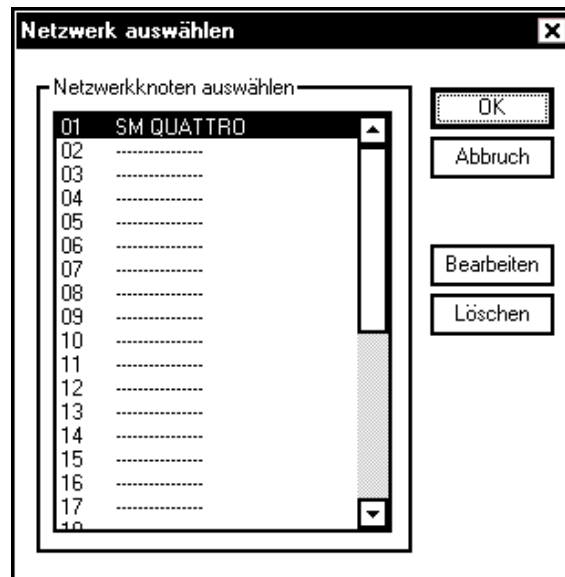 Netzwerk auswählen
Netzwerkknoten auswählen
01 SM QUATTRO
02 ---------------
03 ---------------
04 ---------------
05 ---------------
06 ---------------
07 ---------------
08 ---------------
09 ---------------
10 ---------------
11 ---------------
12 ---------------
13 ---------------
14 ---------------
15 ---------------
16 ---------------
17 ---------------
OK
Abbruch
Bearbeiten
Löschen